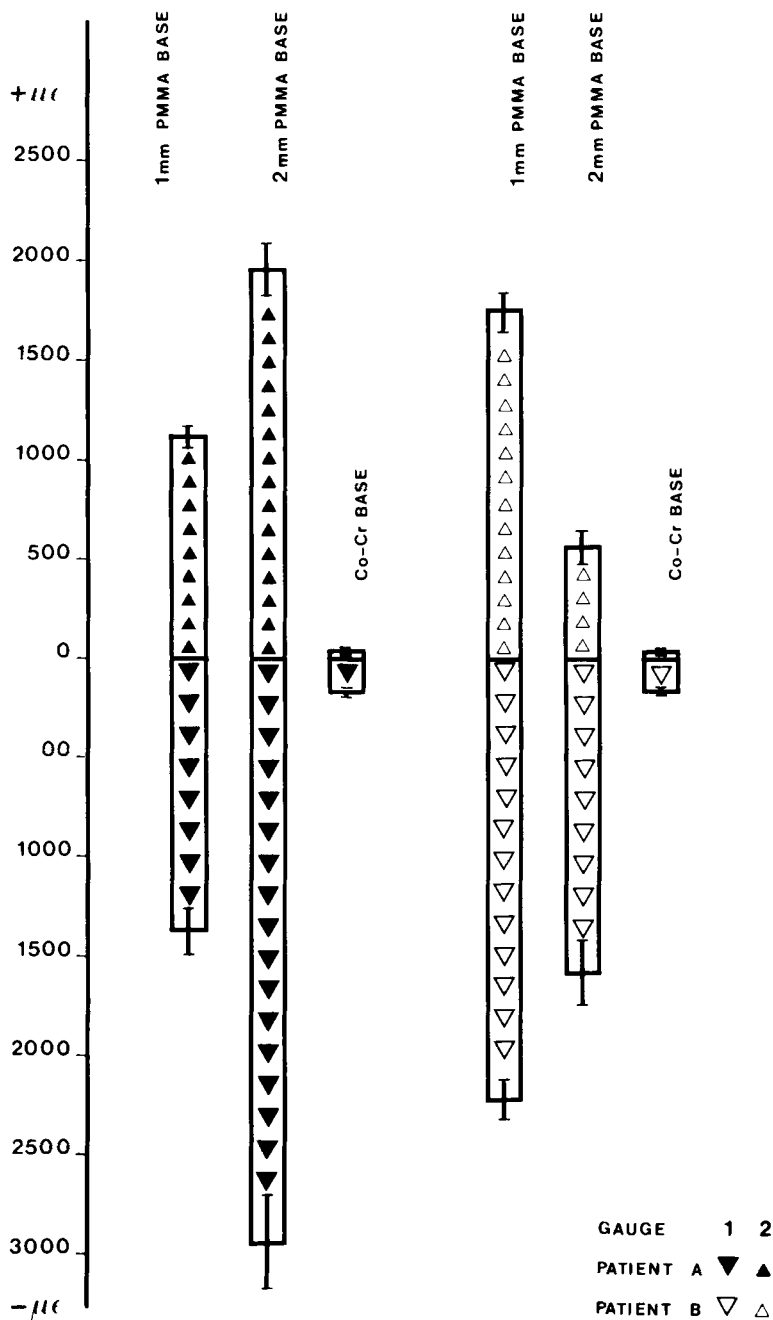 1mm PMMA BASE
2mm PMMA BASE
1mm PMMA BASE
2mm PMMA BASE
+με
2500
2000
1500
1000
500
0
00
1000
1500
2000
2500
3000
-με
Co-Cr BASE
Co-Cr BASE
GAUGE 1 2
PATIENT A ▼ ▲
PATIENT B ▽ △